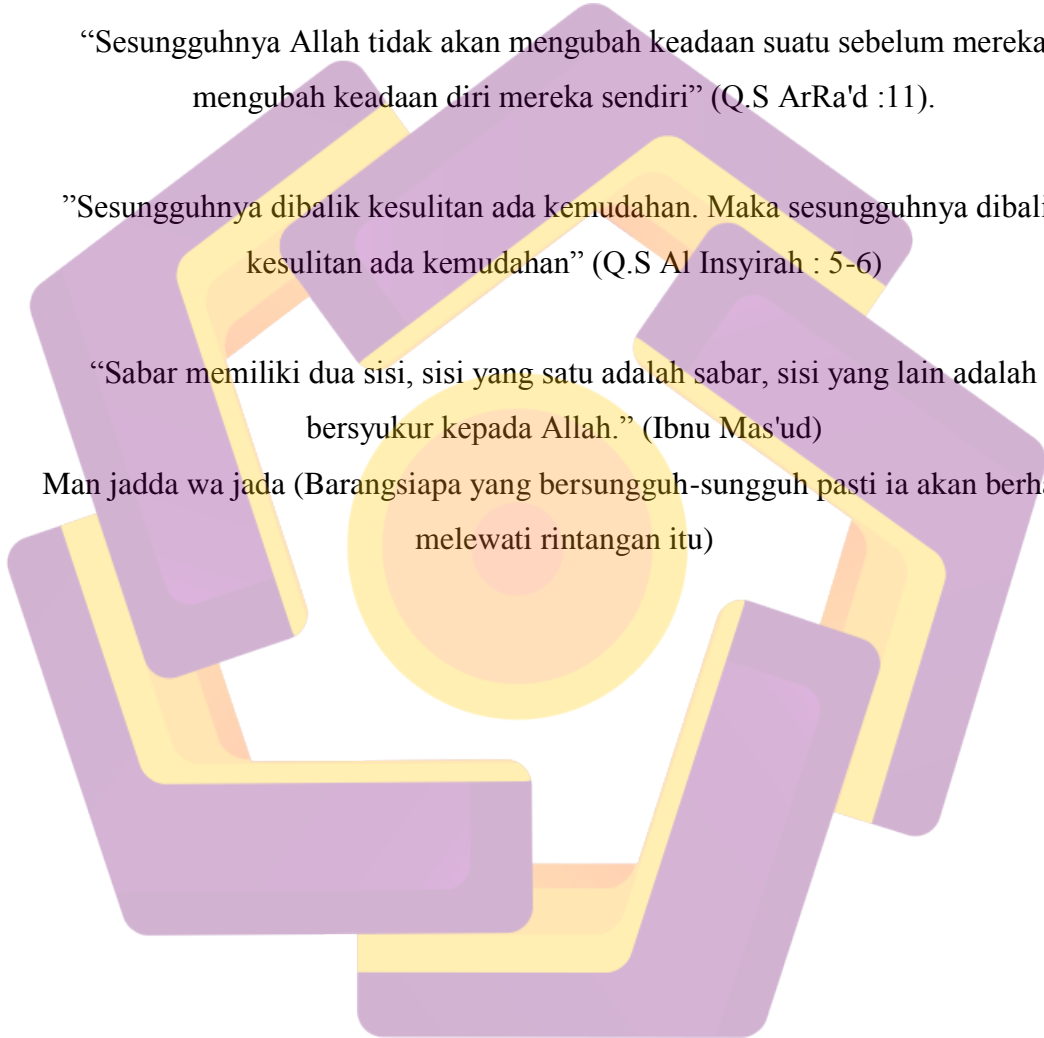 “Sesungguhnya Allah tidak akan mengubah keadaan suatu sebelum mereka
mengubah keadaan diri mereka sendiri” (Q.S ArRa'd :11).
”Sesungguhnya dibalik kesulitan ada kemudahan. Maka sesungguhnya
kesulitan ada kemudahan” (Q.S Al Insyirah : 5-6)
“Sabar memiliki dua sisi, sisi yang satu adalah sabar, sisi yang lain adalah
bersyukur kepada Allah.” (Ibnu Mas'ud)
Man jadda wa jada (Barangsiapa yang bersungguh-sungguh pasti ia akan
melewati rintangan itu)